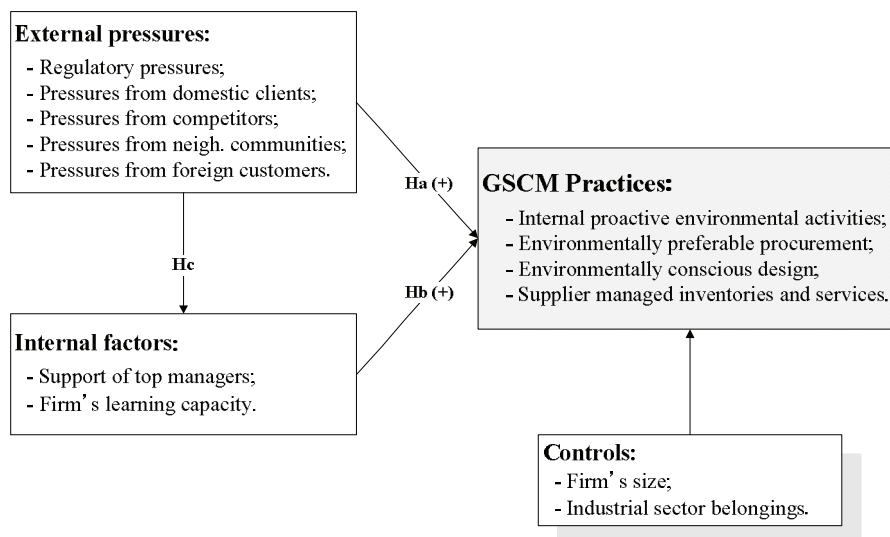 External pressures:
- Regulatory pressures;
- Pressures from domestic clients;
- Pressures from competitors;
- Pressures from neigh. communities;
- Pressures from foreign customers.
Ha (+)
GSCM Practices:
- Internal proactive environmental activities;
- Environmentally preferable procurement;
- Environmentally conscious design;
- Supplier managed inventories and services.
Hc
Hb (+)
Internal factors:
- Support of top managers;
- Firm’s learning capacity.
Controls:
- Firm’s size;
- Industrial sector belongings.